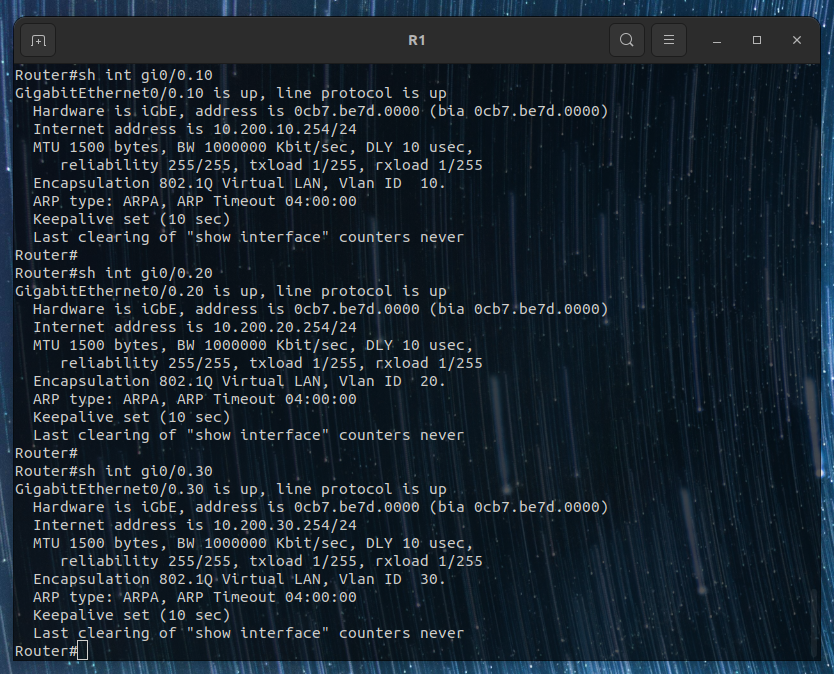 R1
Router#sh int gi0/0.10
GigabitEthernet0/0.10 is up, line protocol is up
  Hardware is iGbE, address is 0cb7.be7d.0000 (bia 0cb7.be7d.0000)
  Internet address is 10.200.10.254/24
  MTU 1500 bytes, BW 1000000 Kbit/sec, DLY 10 usec,
     reliability 255/255, txload 1/255, rxload 1/255
  Encapsulation 802.1Q Virtual LAN, Vlan ID  10.
  ARP type: ARPA, ARP Timeout 04:00:00
  Keepalive set (10 sec)
  Last clearing of "show interface" counters never
Router#
Router#sh int gi0/0.20
GigabitEthernet0/0.20 is up, line protocol is up
  Hardware is iGbE, address is 0cb7.be7d.0000 (bia 0cb7.be7d.0000)
  Internet address is 10.200.20.254/24
  MTU 1500 bytes, BW 1000000 Kbit/sec, DLY 10 usec,
     reliability 255/255, txload 1/255, rxload 1/255
  Encapsulation 802.1Q Virtual LAN, Vlan ID  20.
  ARP type: ARPA, ARP Timeout 04:00:00
  Keepalive set (10 sec)
  Last clearing of "show interface" counters never
Router#
Router#sh int gi0/0.30
GigabitEthernet0/0.30 is up, line protocol is up
  Hardware is iGbE, address is 0cb7.be7d.0000 (bia 0cb7.be7d.0000)
  Internet address is 10.200.30.254/24
  MTU 1500 bytes, BW 1000000 Kbit/sec, DLY 10 usec,
     reliability 255/255, txload 1/255, rxload 1/255
  Encapsulation 802.1Q Virtual LAN, Vlan ID  30.
  ARP type: ARPA, ARP Timeout 04:00:00
  Keepalive set (10 sec)
  Last clearing of "show interface" counters never
Router#